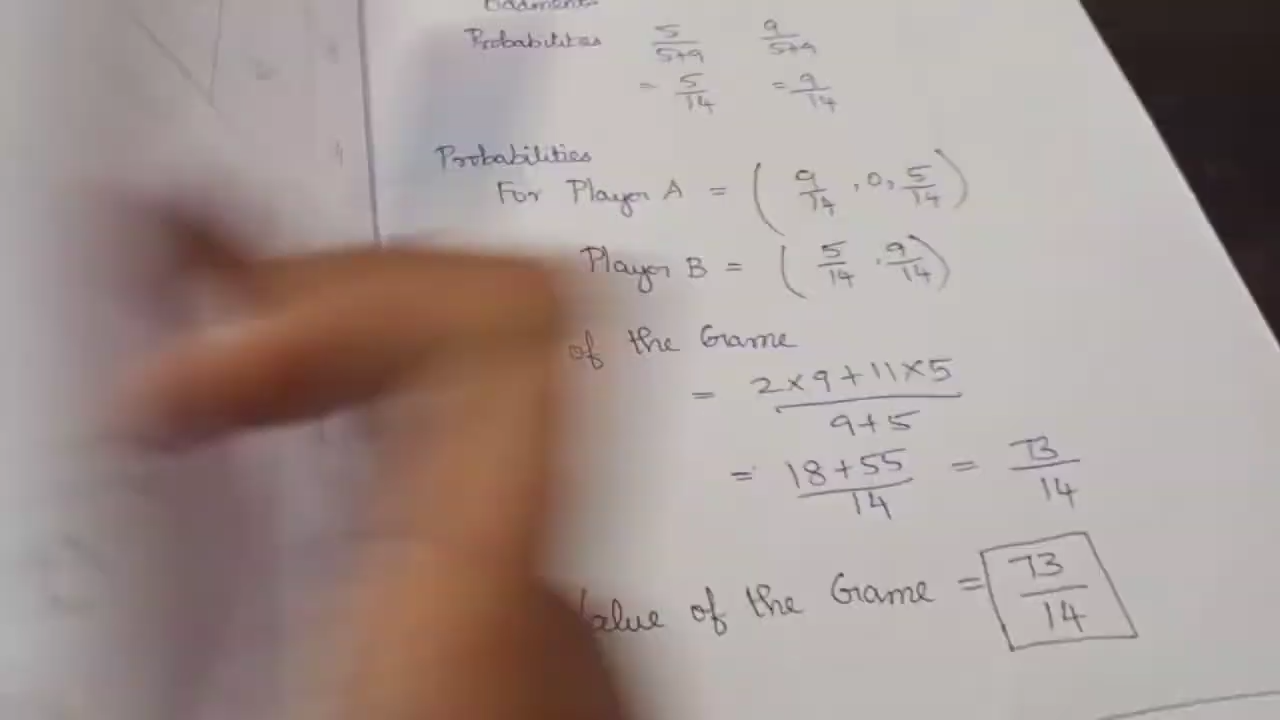 Probabilities 5/5+9 9/5+9
= 5/14 = 9/14
Probabilities
For Player A = ( 9/14 , 0 , 5/14 )
Player B = ( 5/14 , 9/14 )
of the Game
= 2×9+11×5 / 9+5
= 18+55 / 14 = 73/14
Value of the Game = 73/14